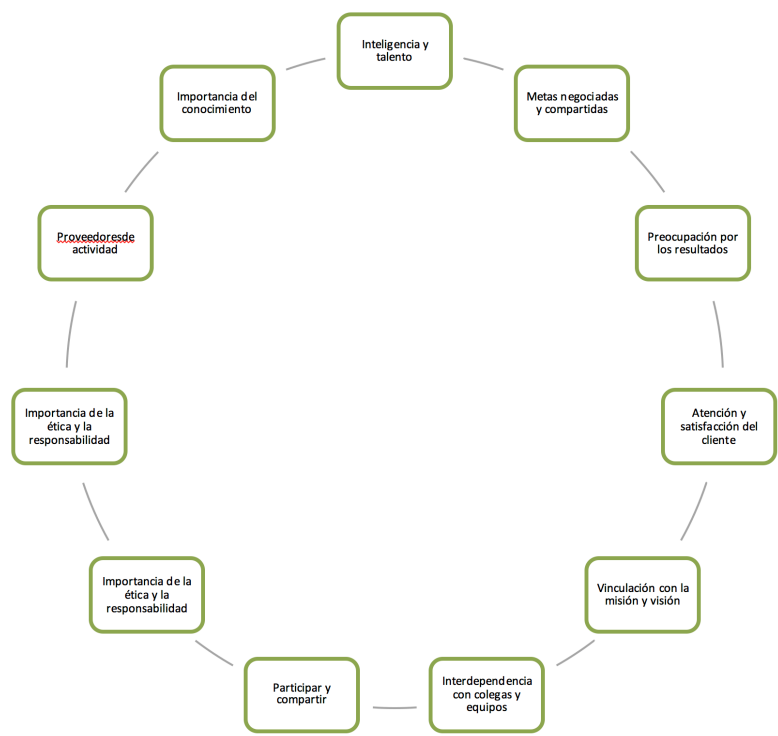 Inteligencia y
talento
Metas negociadas
y compartidas
Preocupación por
los resultados
Atención y
satisfacción del
cliente
Vinculación con la
misión y visión
Interdependencia
con colegas y
equipos
Participar y
compartir
Importancia de la
ética y la
responsabilidad
Importancia de la
ética y la
responsabilidad
Proveedoresde
actividad
Importancia del
conocimiento